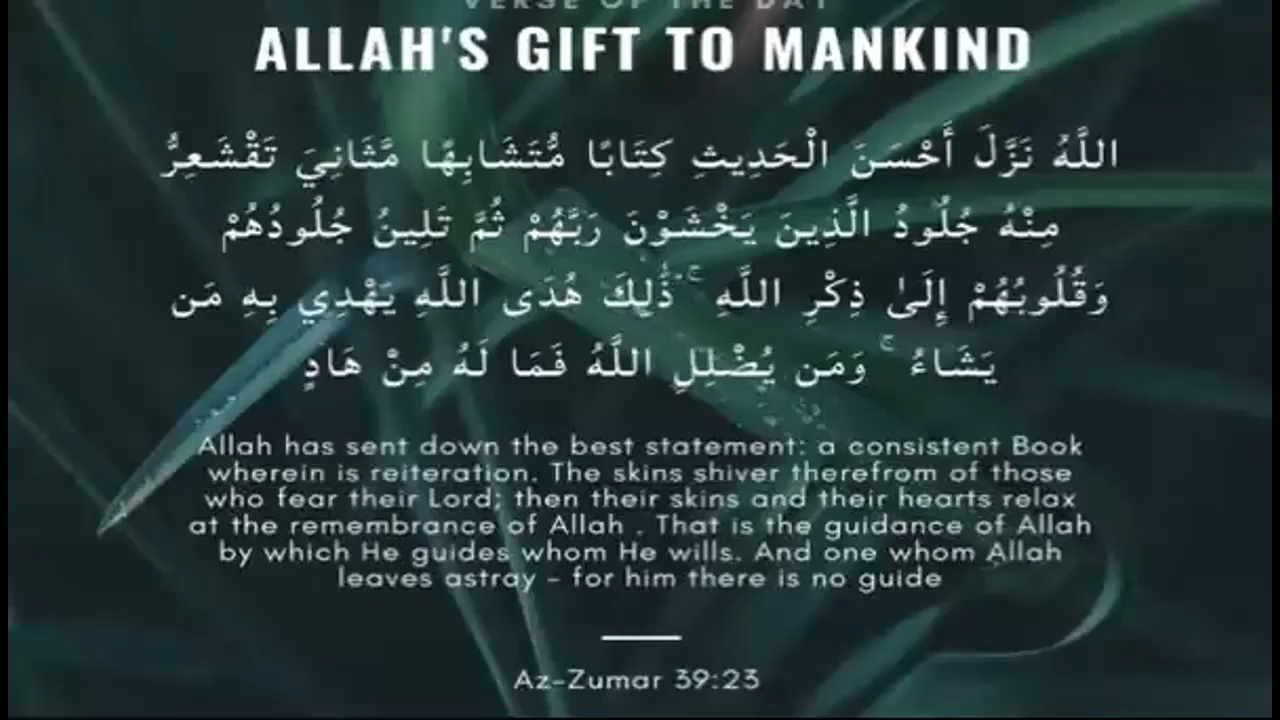 VERSE OF THE DAY
ALLAH'S GIFT TO MANKIND
اللَّهُ نَزَّلَ أَحْسَنَ الْحَدِيثِ كِتَابًا مُّتَشَابِهًا مَّثَانِيَ تَقْشَعِرُّ
مِنْهُ جُلُودُ الَّذِينَ يَخْشَوْنَ رَبَّهُمْ ثُمَّ تَلِينُ جُلُودُهُمْ
وَقُلُوبُهُمْ إِلَىٰ ذِكْرِ اللَّهِ ۚ ذَٰلِكَ هُدَى اللَّهِ يَهْدِي بِهِ مَن
يَشَاءُ ۚ وَمَن يُضْلِلِ اللَّهُ فَمَا لَهُ مِنْ هَادٍ
Allah has sent down the best statement: a consistent Book
wherein is reiteration. The skins shiver therefrom of those
who fear their Lord; then their skins and their hearts relax
at the remembrance of Allah . That is the guidance of Allah
by which He guides whom He wills. And one whom Allah
leaves astray – for him there is no guide
Az-Zumar 39:23